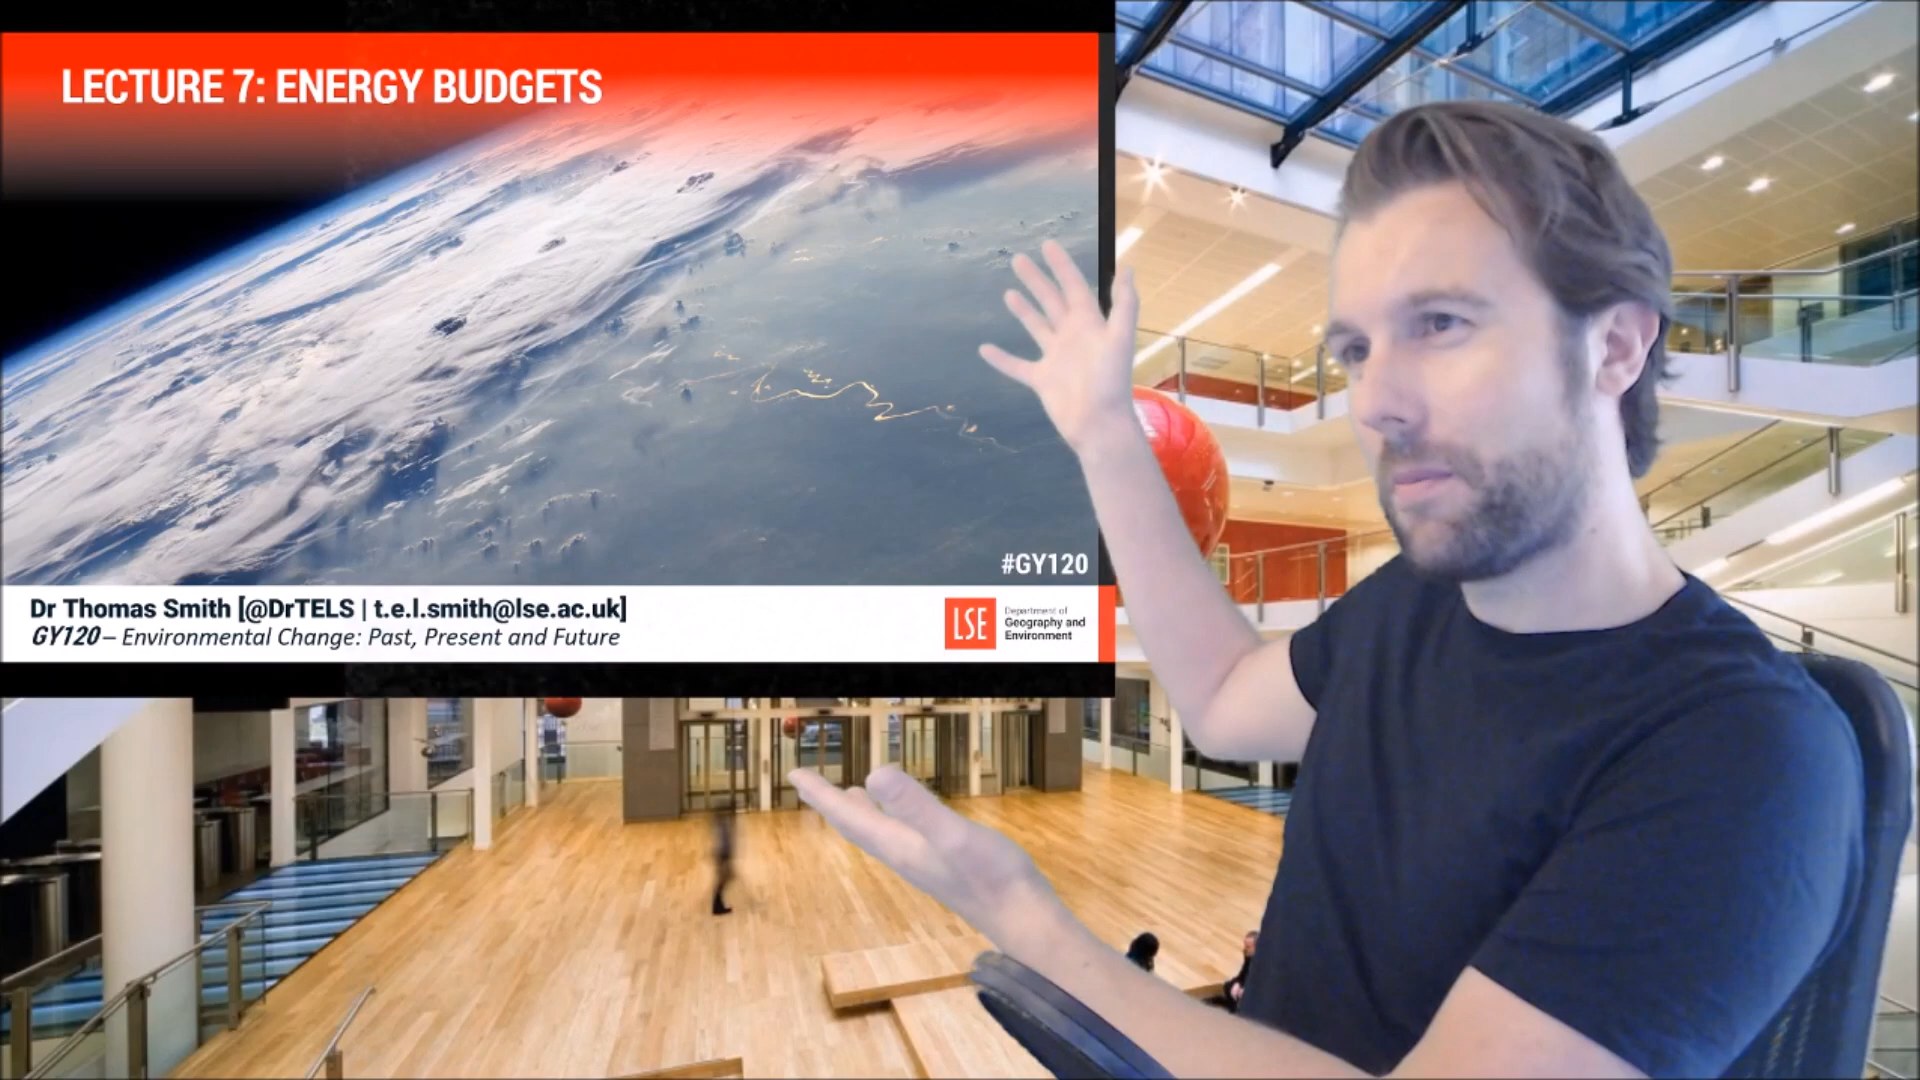 LECTURE 7: ENERGY BUDGETS
#GY120
Dr Thomas Smith [@DrTELS | t.e.l.smith@lse.ac.uk]
GY120 – Environmental Change: Past, Present and Future
LSE
Department of
Geography and
Environment